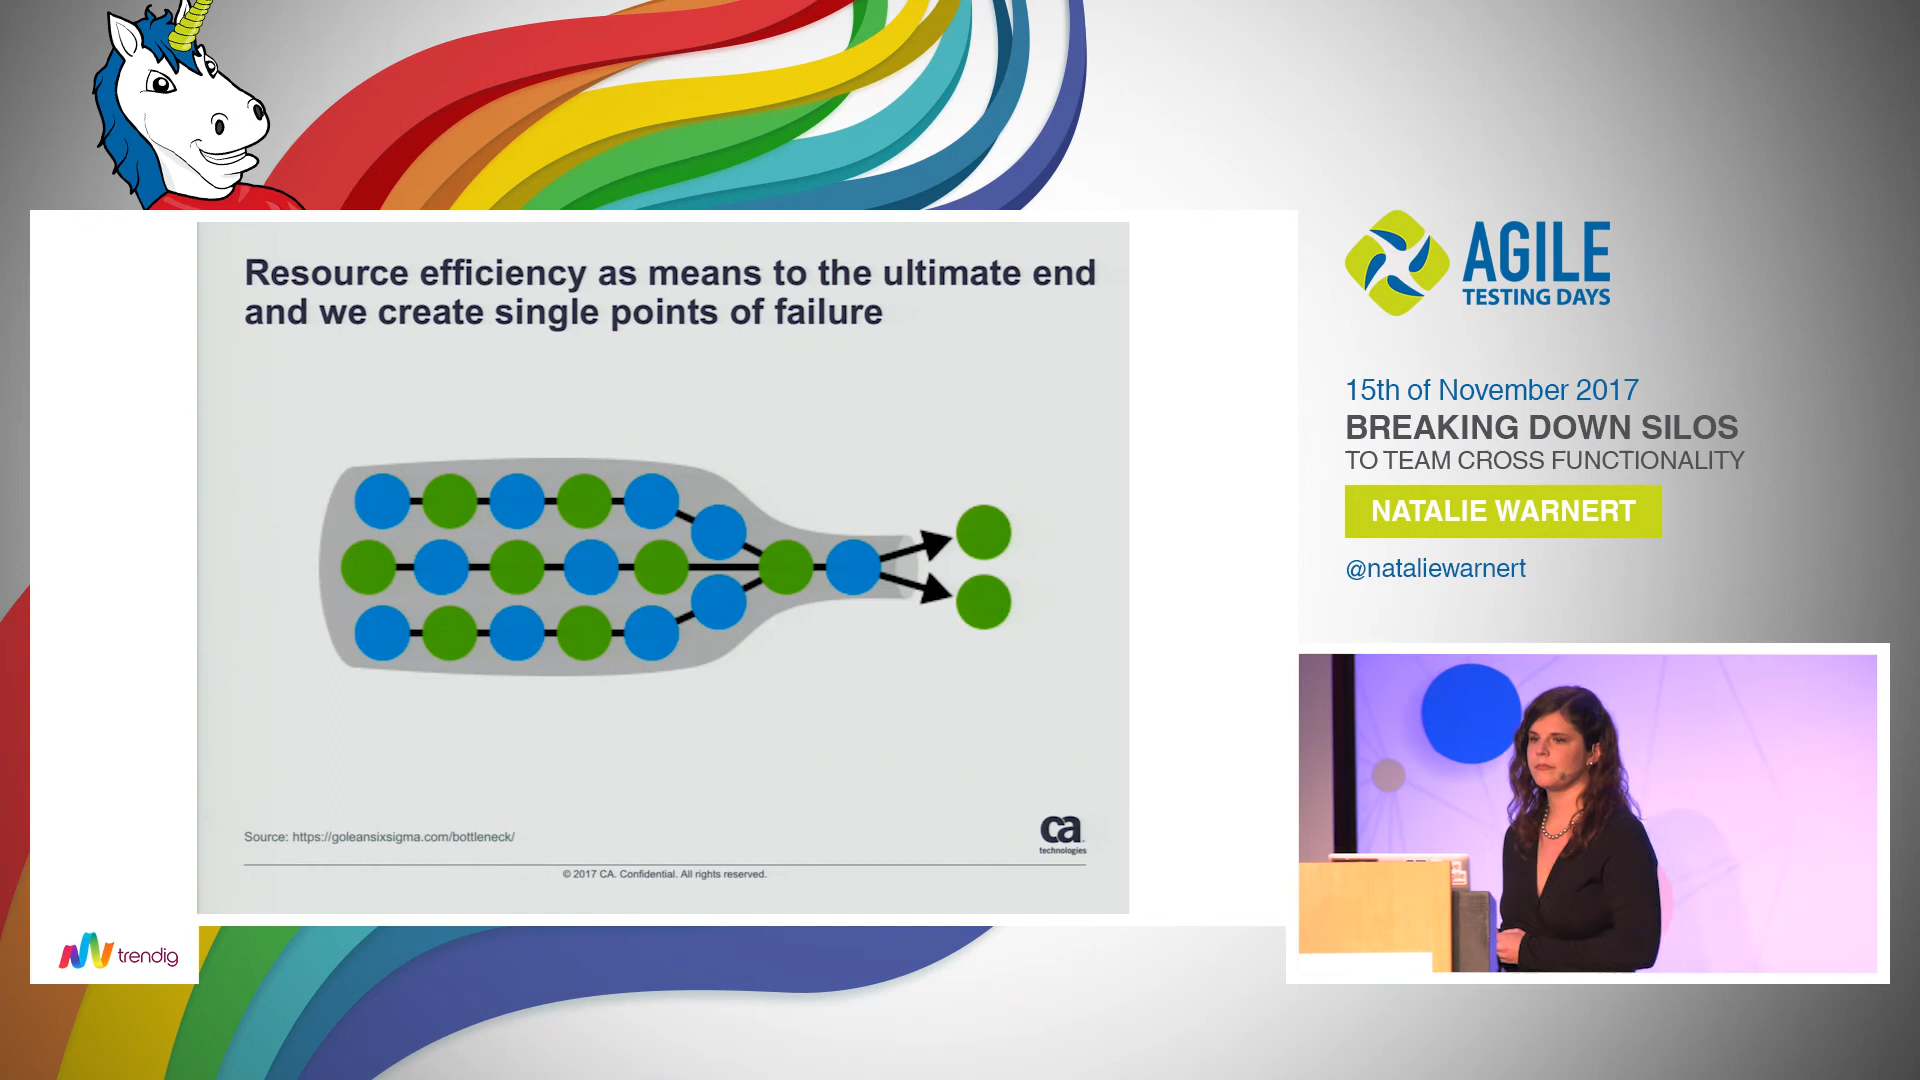 Resource efficiency as means to the ultimate end
and we create single points of failure
Source: https://goleansixsigma.com/bottleneck/
ca
technologies
© 2017 CA. Confidential. All rights reserved.
trendig
AGILE
TESTING DAYS
15th of November 2017
BREAKING DOWN SILOS
TO TEAM CROSS FUNCTIONALITY
NATALIE WARNERT
@nataliewarnert